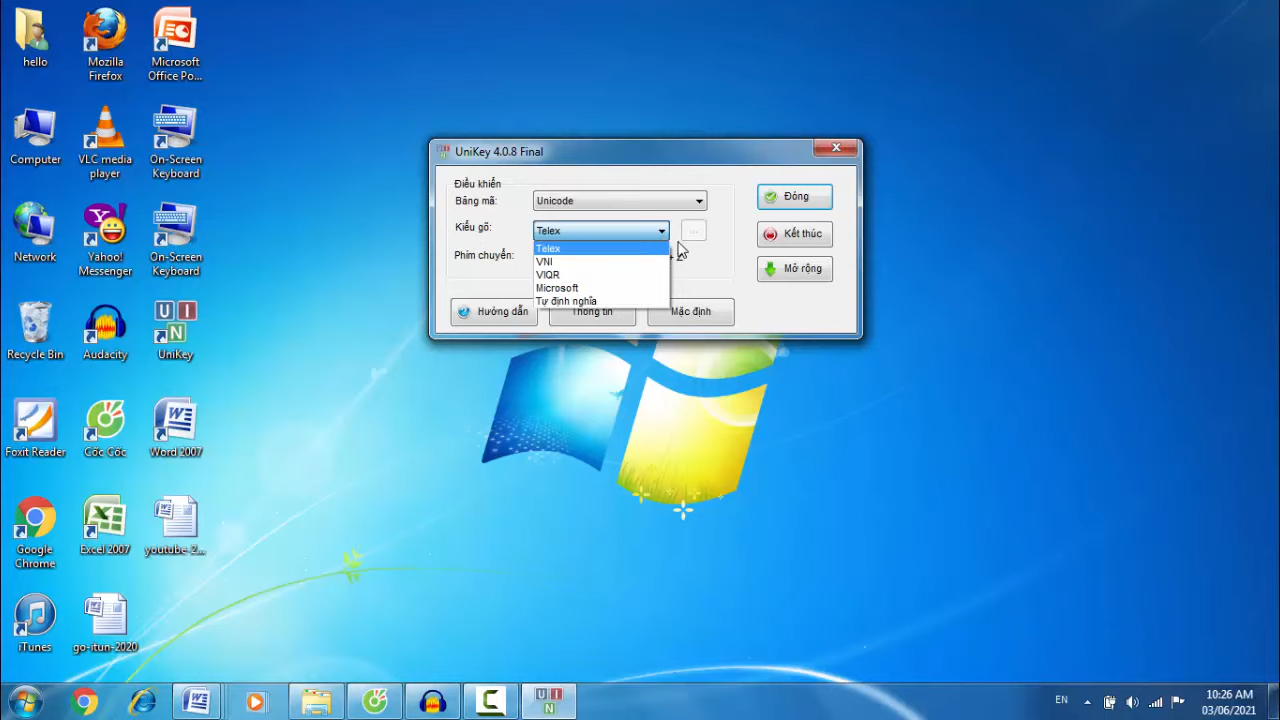 hello
Mozilla
Firefox
Microsoft
Office Po...
Computer
VLC media
player
On-Screen
Keyboard
Network
Yahoo!
Messenger
On-Screen
Keyboard
Recycle Bin
Audacity
U I
N
UniKey
Foxit Reader
Cốc Cốc
Word 2007
Google
Chrome
Excel 2007
youtube-2...
iTunes
go-itun-2020
UniKey 4.0.8 Final
Điều khiển
Bảng mã:
Unicode
Kiểu gõ:
Telex
...
Phím chuyển:
Telex
VNI
VIQR
Microsoft
Tự định nghĩa
Đóng
Kết thúc
Mở rộng
Hướng dẫn
Thông tin
Mặc định
U I
N
EN
10:26 AM
03/06/2021